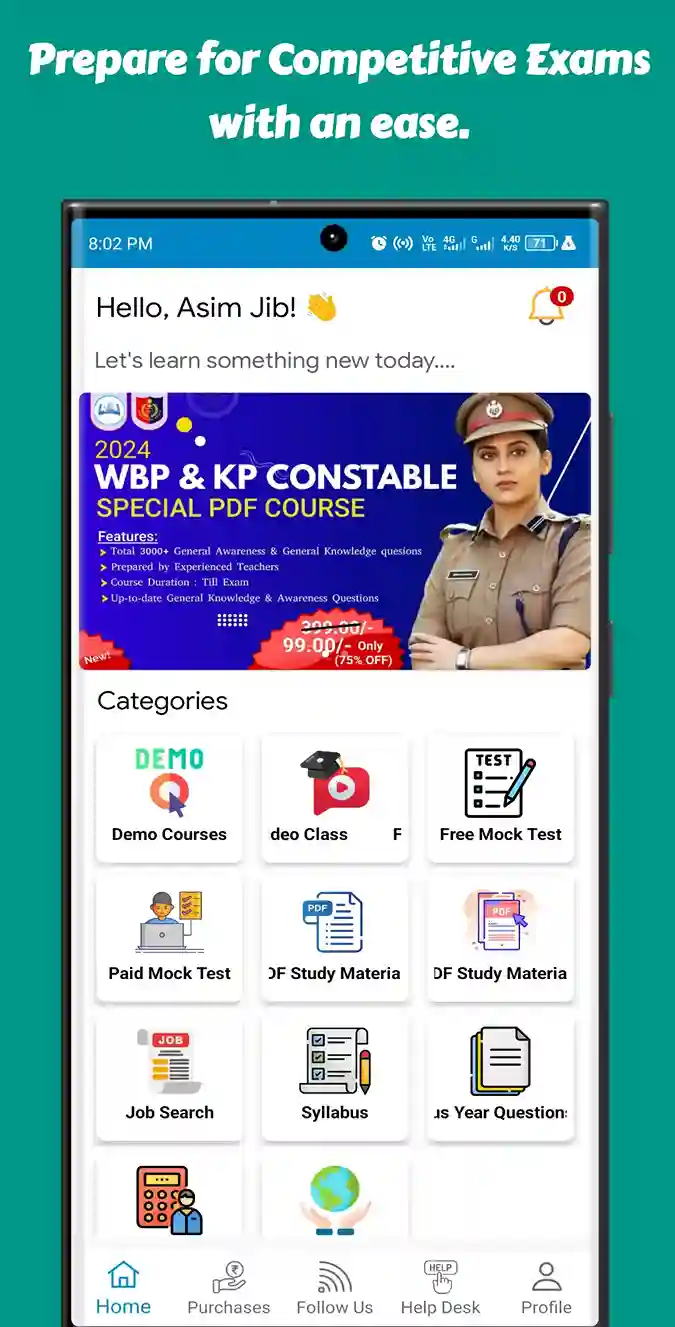 Prepare for Competitive Exams
with an ease.
8:02 PM
Vo LTE 4G G 4.40 K/S 71
Hello, Asim Jib! 👋
0
Let's learn something new today....
2024
WBP & KP CONSTABLE
SPECIAL PDF COURSE
Features:
Total 3000+ General Awareness & General Knowledge quesions
Prepared by Experienced Teachers
Course Duration : Till Exam
Up-to-date General Knowledge & Awareness Questions
399.00/-
99.00/- Only
(75% OFF)
New!
Categories
DEMO
Demo Courses
deo Class F
TEST
Free Mock Test
Paid Mock Test
PDF
DF Study Materia
PDF
DF Study Materia
JOB
Job Search
Syllabus
us Year Question
HELP
Home
Purchases
Follow Us
Help Desk
Profile